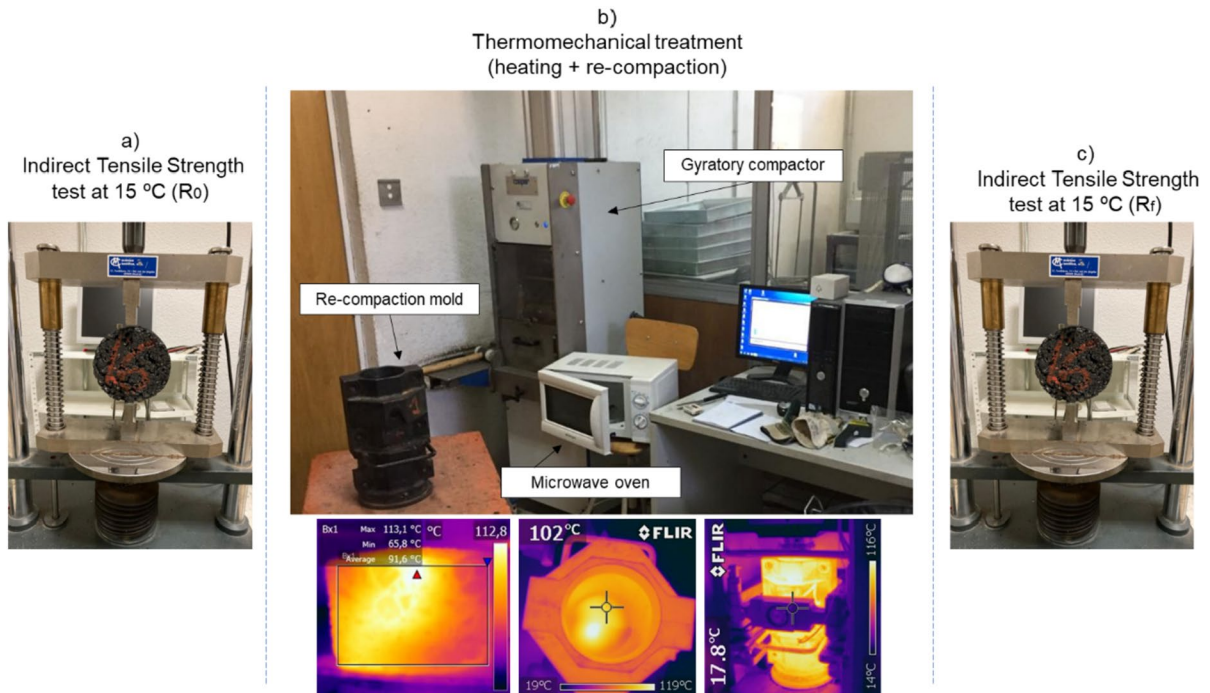 a)
Indirect Tensile Strength
test at 15 ºC (R0)
b)
Thermomechanical treatment
(heating + re-compaction)
Gyratory compactor
Re-compaction mold
Microwave oven
Bx1 Max 113,1 °C
Min 65,8 °C
Average 91,6 °C
°C
112,8
Bx1
102°C
FLIR
19°C
119°C
FLIR
17.8°C
116°C
14°C
c)
Indirect Tensile Strength
test at 15 ºC (Rf)